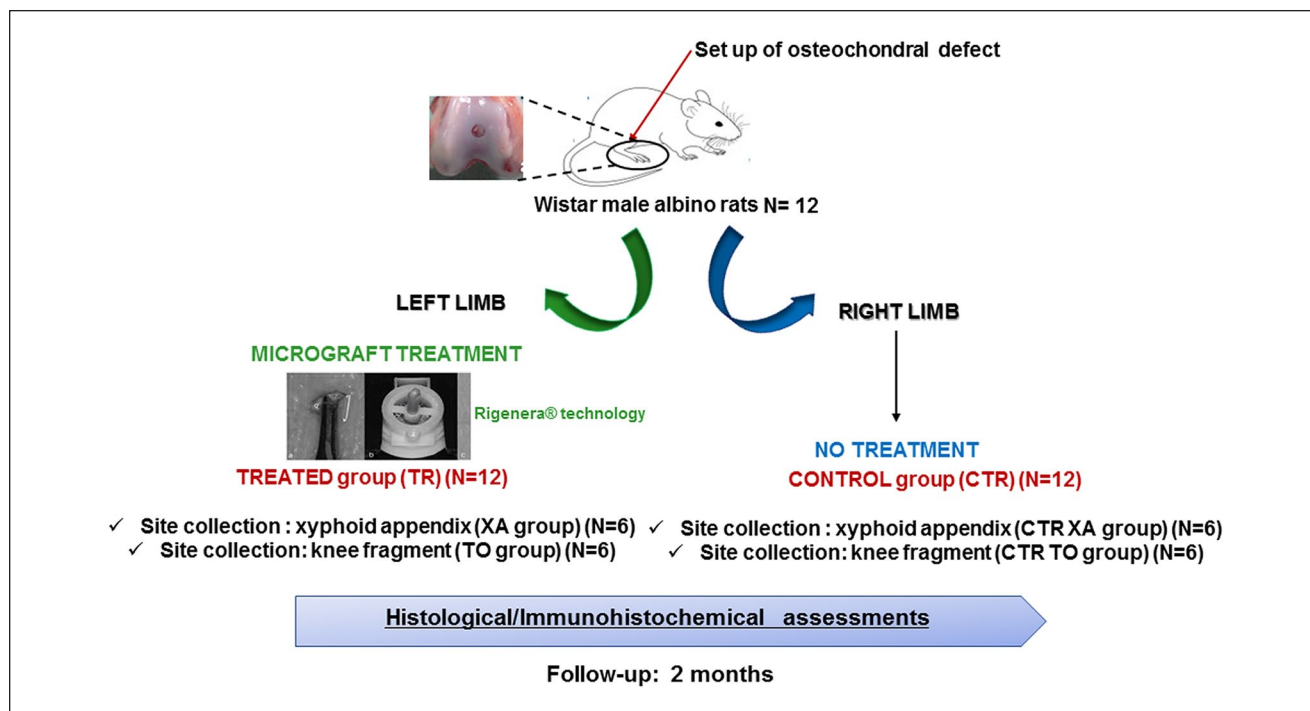 Set up of osteochondral defect
Wistar male albino rats N= 12
LEFT LIMB
RIGHT LIMB
MICROGRAFT TREATMENT
a
b
c
Rigenera® technology
NO TREATMENT
TREATED group (TR) (N=12)
CONTROL group (CTR) (N=12)
✓ Site collection : xyphoid appendix (XA group) (N=6)
✓ Site collection: knee fragment (TO group) (N=6)
✓ Site collection : xyphoid appendix (CTR XA group) (N=6)
✓ Site collection: knee fragment (CTR TO group) (N=6)
Histological/Immunohistochemical assessments
Follow-up: 2 months